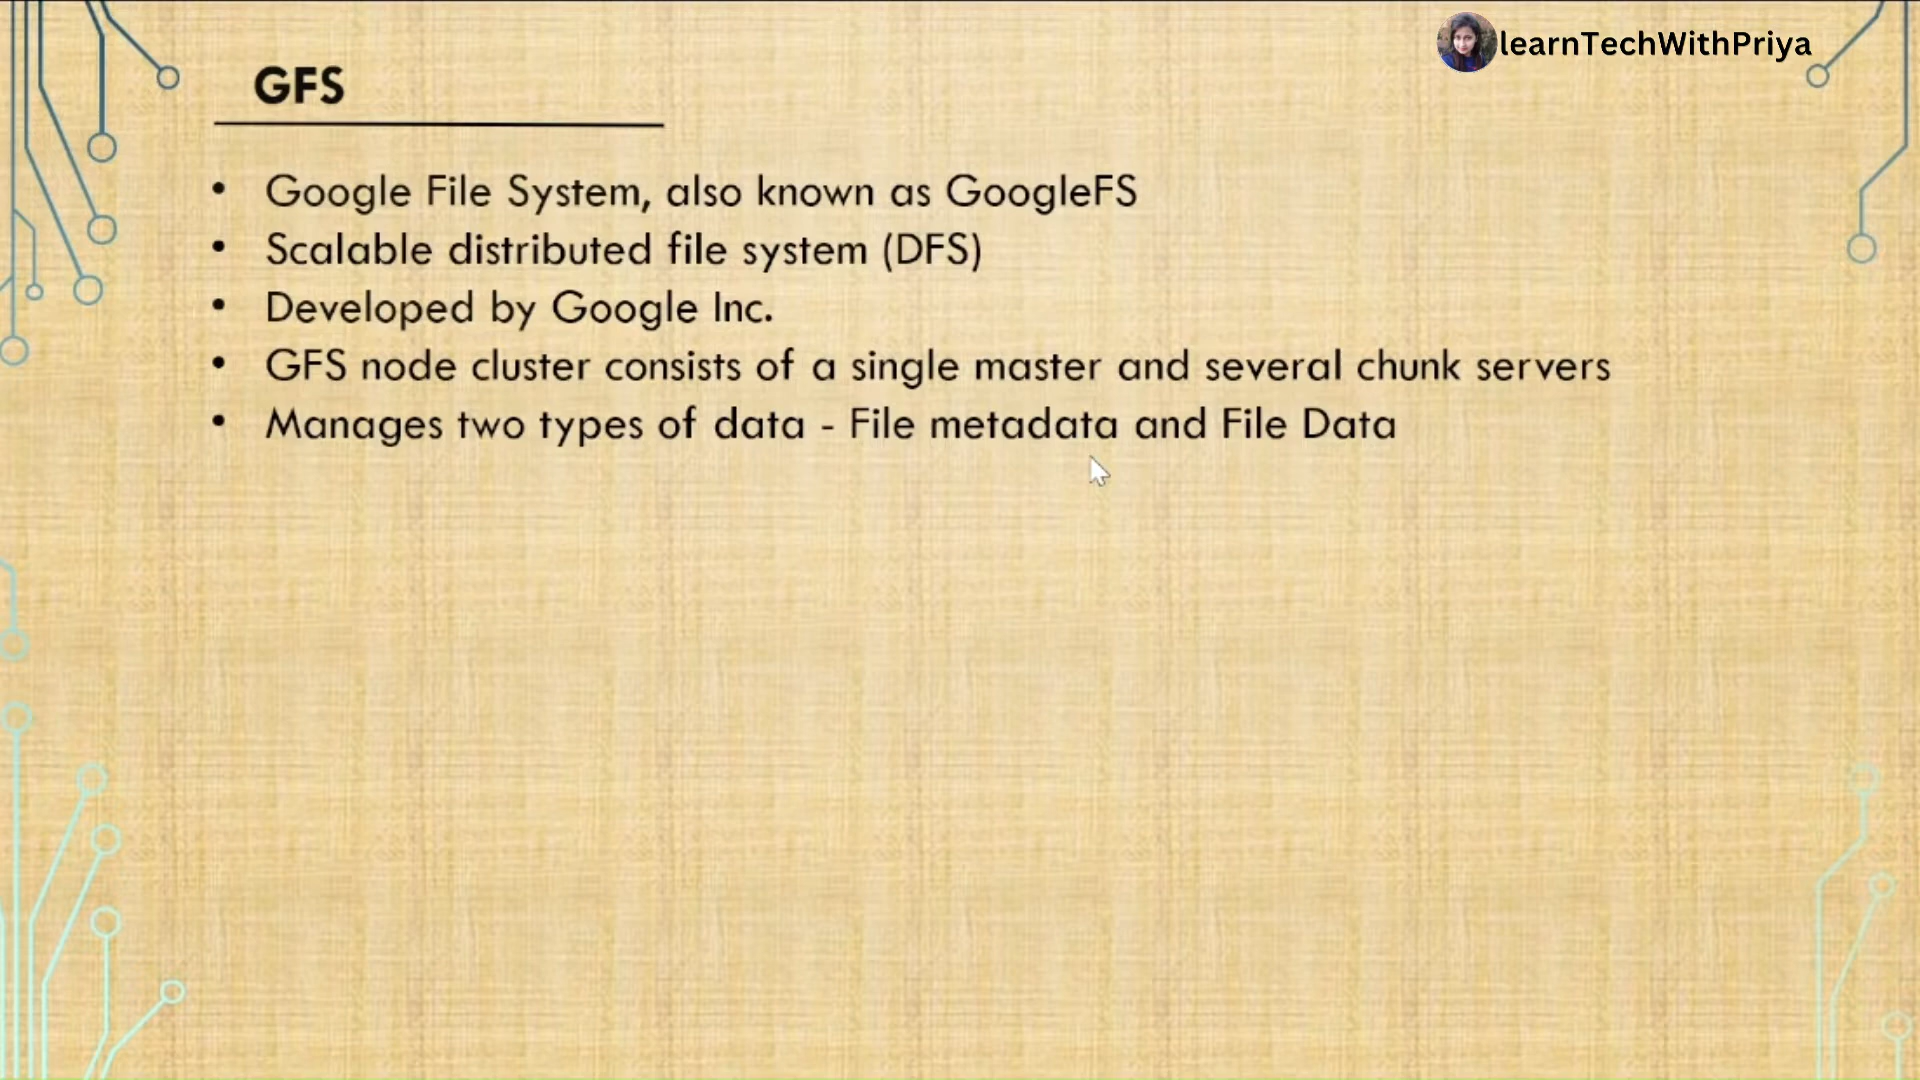 learnTechWithPriya
GFS
• Google File System, also known as GoogleFS
• Scalable distributed file system (DFS)
• Developed by Google Inc.
• GFS node cluster consists of a single master and several chunk servers
• Manages two types of data - File metadata and File Data